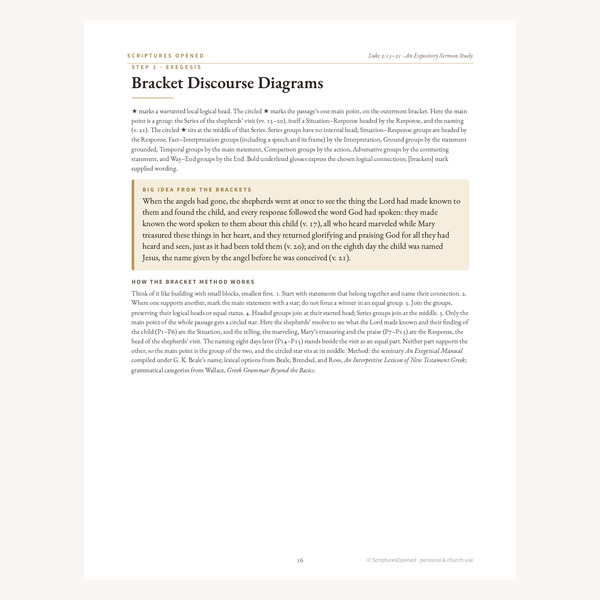 SCRIPTURES OPENED
Luke 2:15–21 · An Expository Sermon Study
STEP 1 · EXEGESIS
Bracket Discourse Diagrams
★ marks a warranted local logical head. The circled ★ marks the passage's one main point, on the outermost bracket. Here the main
point is a group: the Series of the shepherds' visit (vv. 15–20), itself a Situation–Response headed by the Response, and the naming
(v. 21). The circled ★ sits at the middle of that Series. Series groups have no internal head; Situation–Response groups are headed by
the Response, Fact–Interpretation groups (including a speech and its frame) by the Interpretation, Ground groups by the statement
grounded, Temporal groups by the main statement, Comparison groups by the action, Adversative groups by the contrasting
statement, and Way–End groups by the End. Bold underlined glosses express the chosen logical connections; [brackets] mark
supplied wording.
BIG IDEA FROM THE BRACKETS
When the angels had gone, the shepherds went at once to see the thing the Lord had made known to
them and found the child, and every response followed the word God had spoken: they made
known the word spoken to them about this child (v. 17), all who heard marveled while Mary
treasured these things in her heart, and they returned glorifying and praising God for all they had
heard and seen, just as it had been told them (v. 20); and on the eighth day the child was named
Jesus, the name given by the angel before he was conceived (v. 21).
HOW THE BRACKET METHOD WORKS
Think of it like building with small blocks, smallest first. 1. Start with statements that belong together and name their connection. 2.
Where one supports another, mark the main statement with a star; do not force a winner in an equal group. 3. Join the groups,
preserving their logical heads or equal status. 4. Headed groups join at their starred head; Series groups join at the middle. 5. Only the
main point of the whole passage gets a circled star. Here the shepherds' resolve to see what the Lord made known and their finding of
the child (P1–P6) are the Situation, and the telling, the marveling, Mary's treasuring and the praise (P7–P13) are the Response, the
head of the shepherds' visit. The naming eight days later (P14–P15) stands beside the visit as an equal part. Neither part supports the
other, so the main point is the group of the two, and the circled star sits at its middle. Method: the seminary An Exegetical Manual
compiled under G. K. Beale's name; lexical options from Beale, Brendsel, and Ross, An Interpretive Lexicon of New Testament Greek;
grammatical categories from Wallace, Greek Grammar Beyond the Basics.
16
© ScripturesOpened · personal & church use